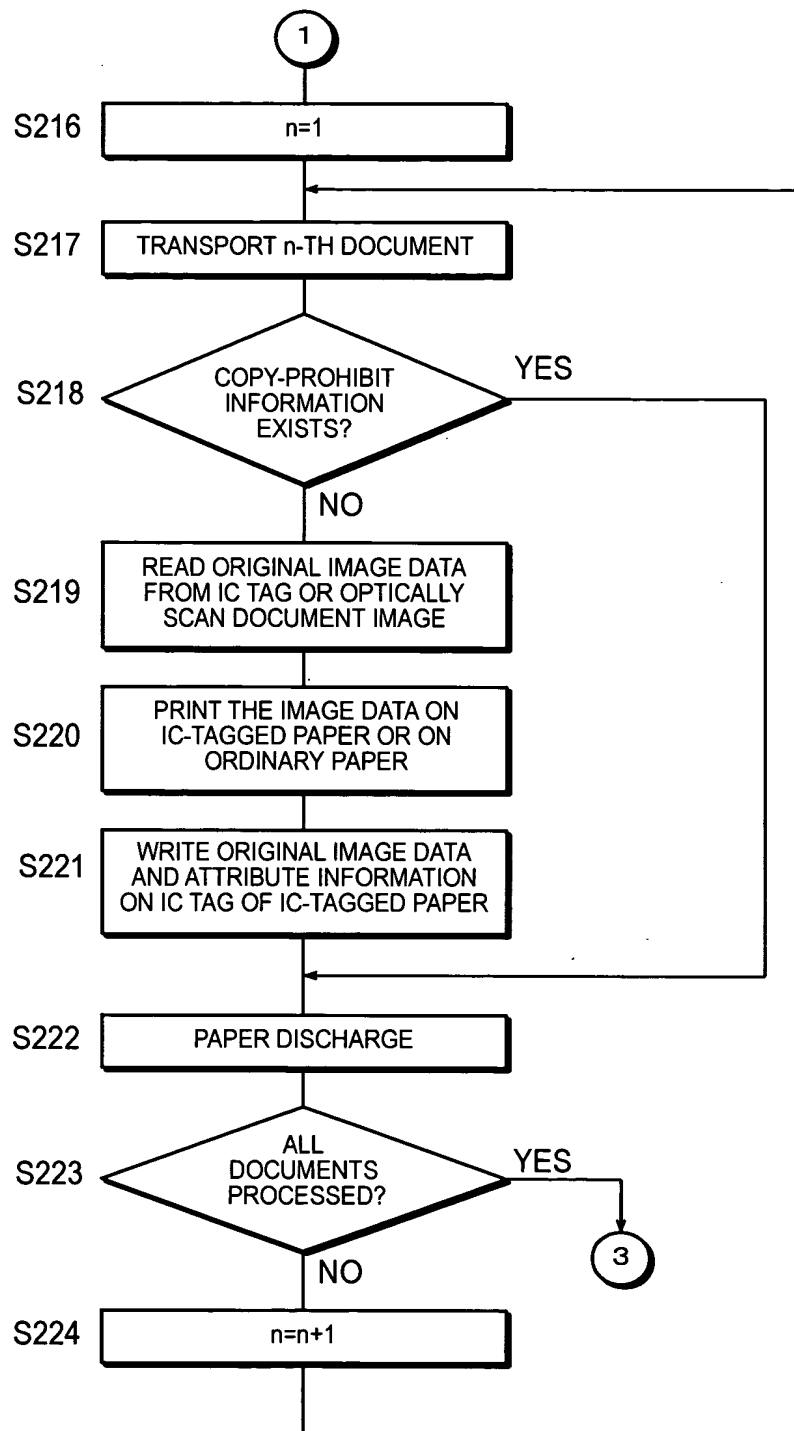 1
S216
n=1
S217
TRANSPORT n-TH DOCUMENT
S218
COPY-PROHIBIT
INFORMATION
EXISTS?
YES
NO
S219
READ ORIGINAL IMAGE DATA
FROM IC TAG OR OPTICALLY
SCAN DOCUMENT IMAGE
S220
PRINT THE IMAGE DATA ON
IC-TAGGED PAPER OR ON
ORDINARY PAPER
S221
WRITE ORIGINAL IMAGE DATA
AND ATTRIBUTE INFORMATION
ON IC TAG OF IC-TAGGED PAPER
S222
PAPER DISCHARGE
S223
ALL
DOCUMENTS
PROCESSED?
YES
3
NO
S224
n=n+1